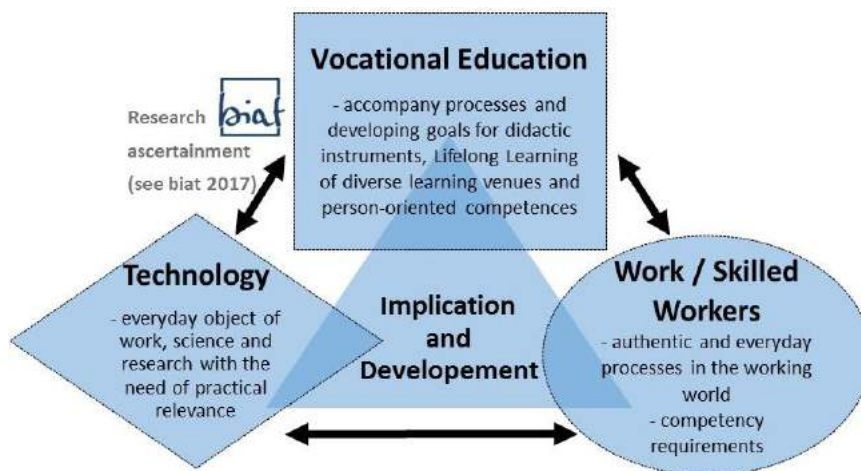 Vocational Education
- accompany processes and
developing goals for didactic
instruments, Lifelong Learning
of diverse learning venues and
person-oriented competences
Research biat
ascertainment
(see biat 2017)
Technology
- everyday object of
work, science and
research with the
need of practical
relevance
Implication
and
Developement
Work / Skilled
Workers
- authentic and everyday
processes in the working
world
- competency
requirements